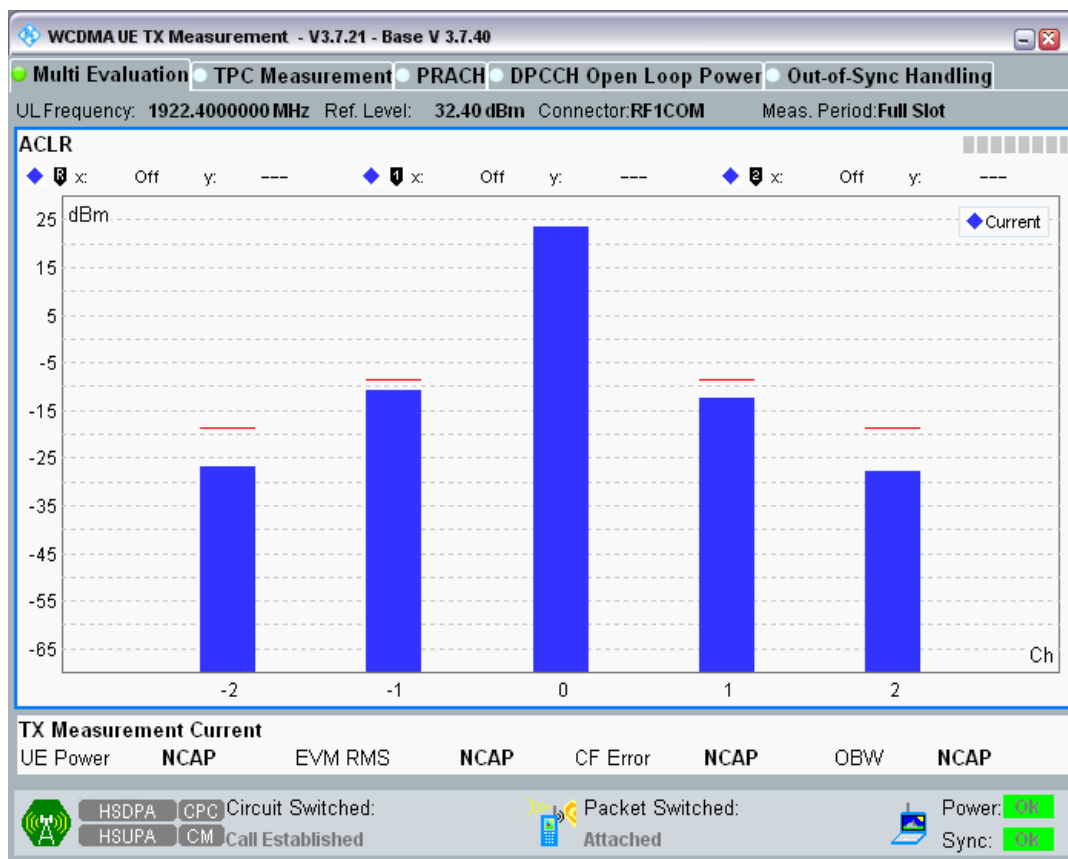 WCDMA UE TX Measurement - V3.7.21 - Base V 3.7.40
Multi Evaluation TPC Measurement PRACH DPCCH Open Loop Power Out-of-Sync Handling
UL Frequency: 1922.4000000 MHz Ref. Level: 32.40 dBm Connector:RF1COM Meas. Period:Full Slot
ACLR
R x: Off y: --- 1 x: Off y: --- 2 x: Off y: ---
dBm
Current
25
15
5
-5
-15
-25
-35
-45
-55
-65
Ch
-2 -1 0 1 2
TX Measurement Current
UE Power NCAP EVM RMS NCAP CF Error NCAP OBW NCAP
HSDPA CPC Circuit Switched: Packet Switched: Power: Ok
HSUPA CM Call Established Attached Sync: Ok